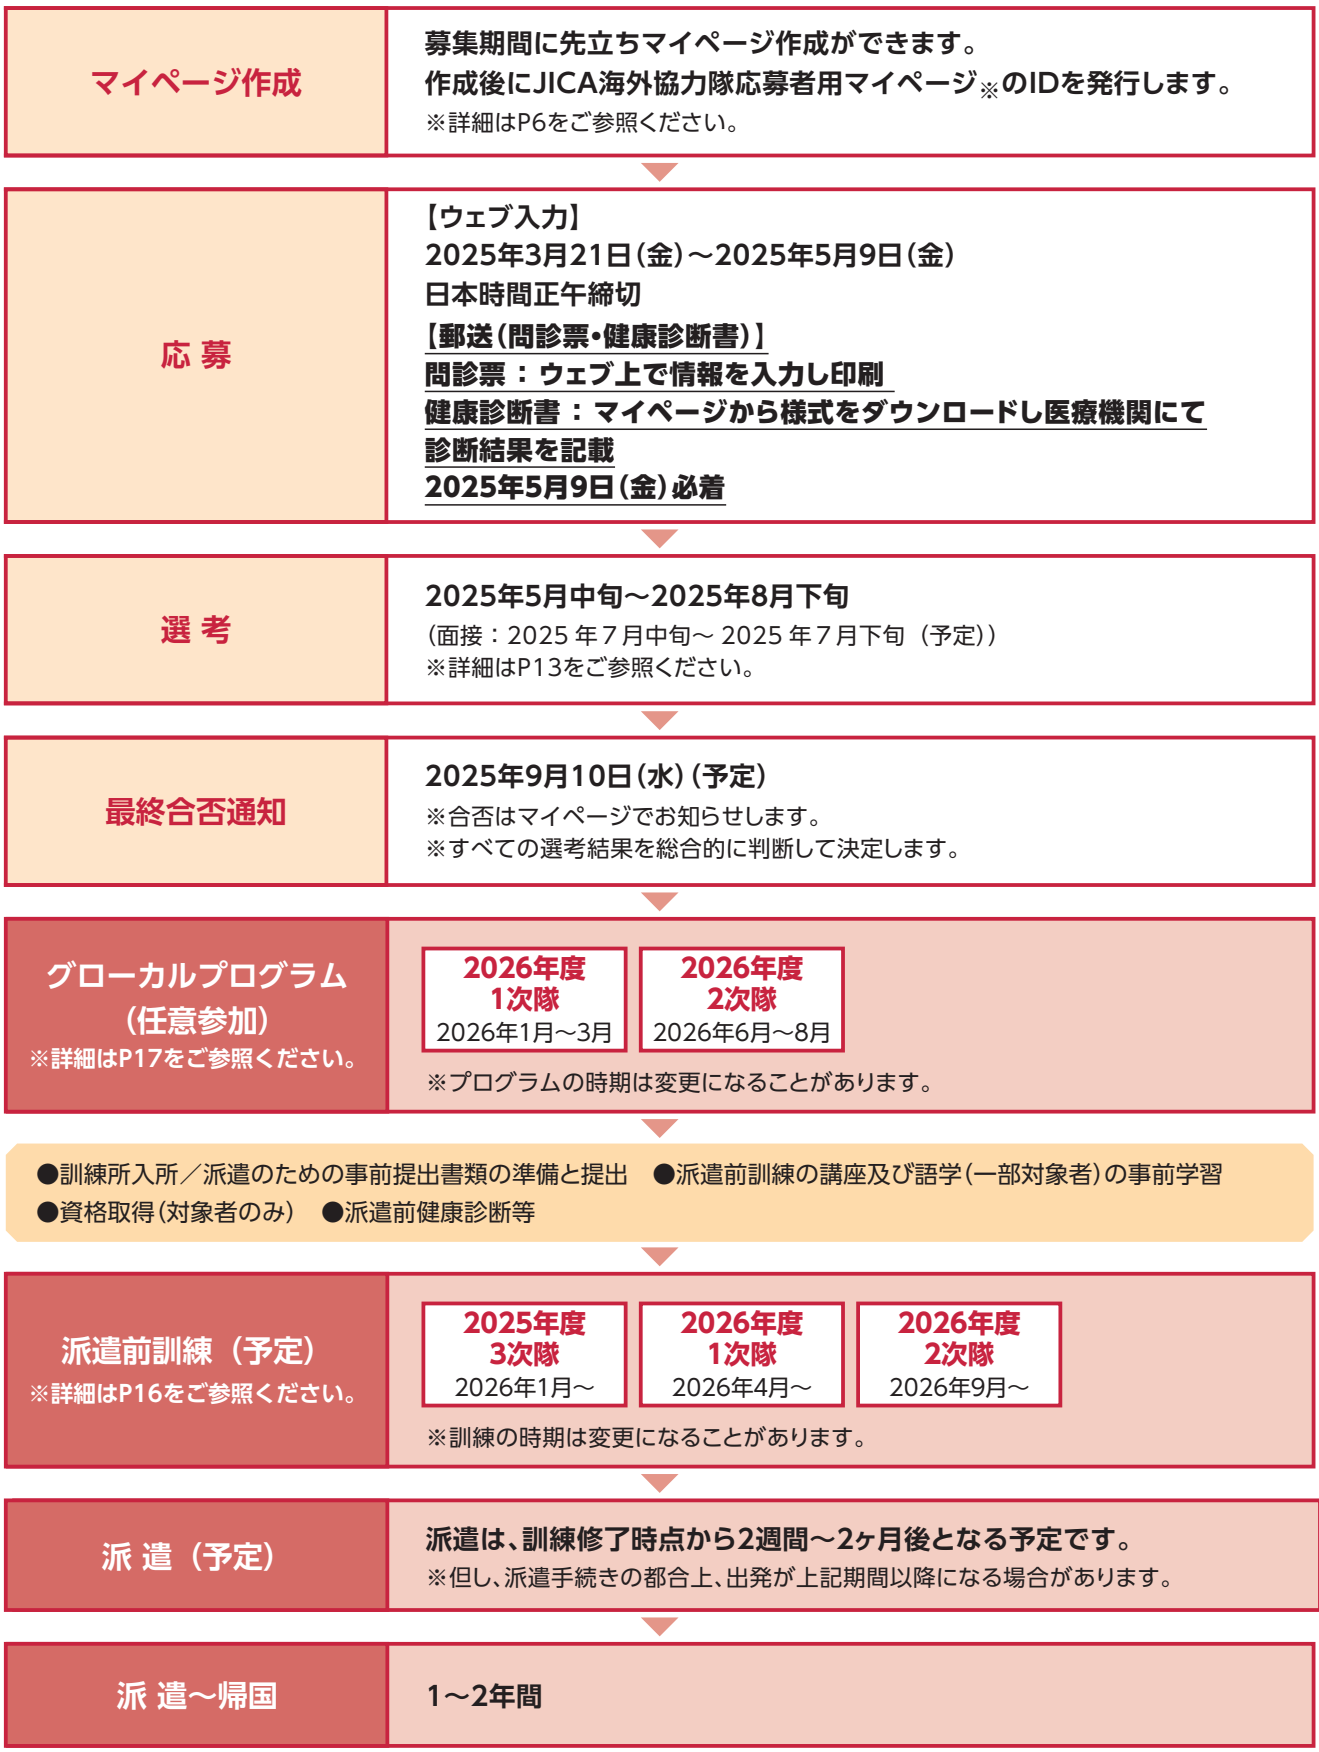 マイページ作成
募集期間に先立ちマイページ作成ができます。
作成後にJICA海外協力隊応募者用マイページ※のIDを発行します。
※詳細はP6をご参照ください。
応 募
【ウェブ入力】
2025年3月21日(金)〜2025年5月9日(金)
日本時間正午締切
【郵送(問診票・健康診断書)】
問診票：ウェブ上で情報を入力し印刷
健康診断書：マイページから様式をダウンロードし医療機関にて
診断結果を記載
2025年5月9日(金)必着
選 考
2025年5月中旬〜2025年8月下旬
（面接：2025 年７月中旬〜 2025 年７月下旬（予定））
※詳細はP13をご参照ください。
最終合否通知
2025年9月10日(水)(予定)
※合否はマイページでお知らせします。
※すべての選考結果を総合的に判断して決定します。
グローカルプログラム
(任意参加)
※詳細はP17をご参照ください。
2026年度
1次隊
2026年1月〜3月
2026年度
2次隊
2026年6月〜8月
※プログラムの時期は変更になることがあります。
●訓練所入所／派遣のための事前提出書類の準備と提出　●派遣前訓練の講座及び語学(一部対象者)の事前学習
●資格取得(対象者のみ)　●派遣前健康診断等
派遣前訓練（予定）
※詳細はP16をご参照ください。
2025年度
3次隊
2026年1月〜
2026年度
1次隊
2026年4月〜
2026年度
2次隊
2026年9月〜
※訓練の時期は変更になることがあります。
派 遣（予定）
派遣は、訓練修了時点から2週間〜2ヶ月後となる予定です。
※但し、派遣手続きの都合上、出発が上記期間以降になる場合があります。
派 遣〜帰国
1〜2年間